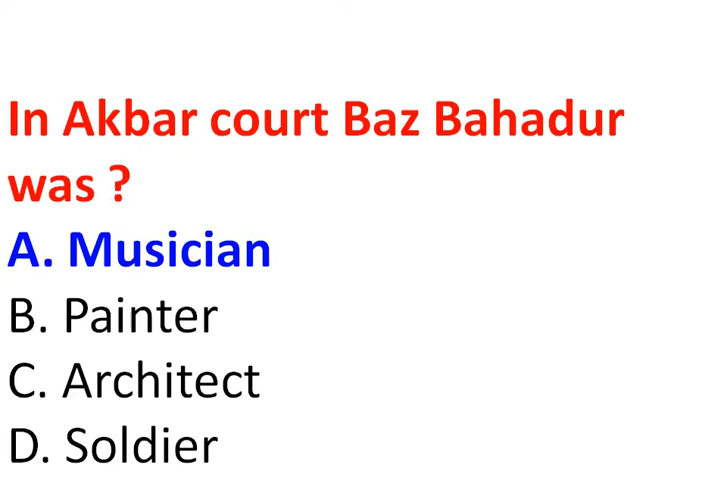 In Akbar court Baz Bahadur
was ?
A. Musician
B. Painter
C. Architect
D. Soldier